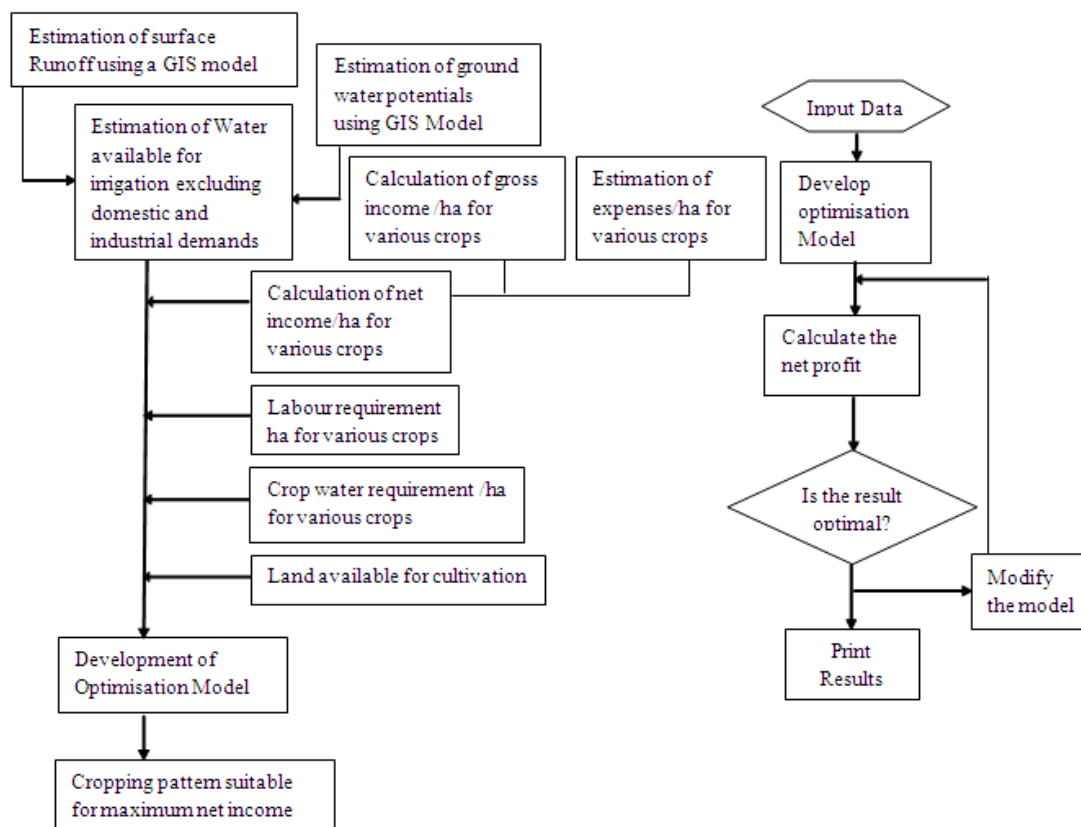 Estimation of surface
Runoff using a GIS model
Estimation of ground
water potentials
using GIS Model
Estimation of Water
available for
irrigation excluding
domestic and
industrial demands
Calculation of gross
income /ha for
various crops
Estimation of
expenses/ha for
various crops
Calculation of net
income/ha for
various crops
Labour requirement
ha for various crops
Crop water requirement /ha
for various crops
Land available for cultivation
Development of
Optimisation Model
Cropping pattern suitable
for maximum net income
Input Data
Develop
optimisation
Model
Calculate the
net profit
Is the result
optimal?
Modify
the model
Print
Results